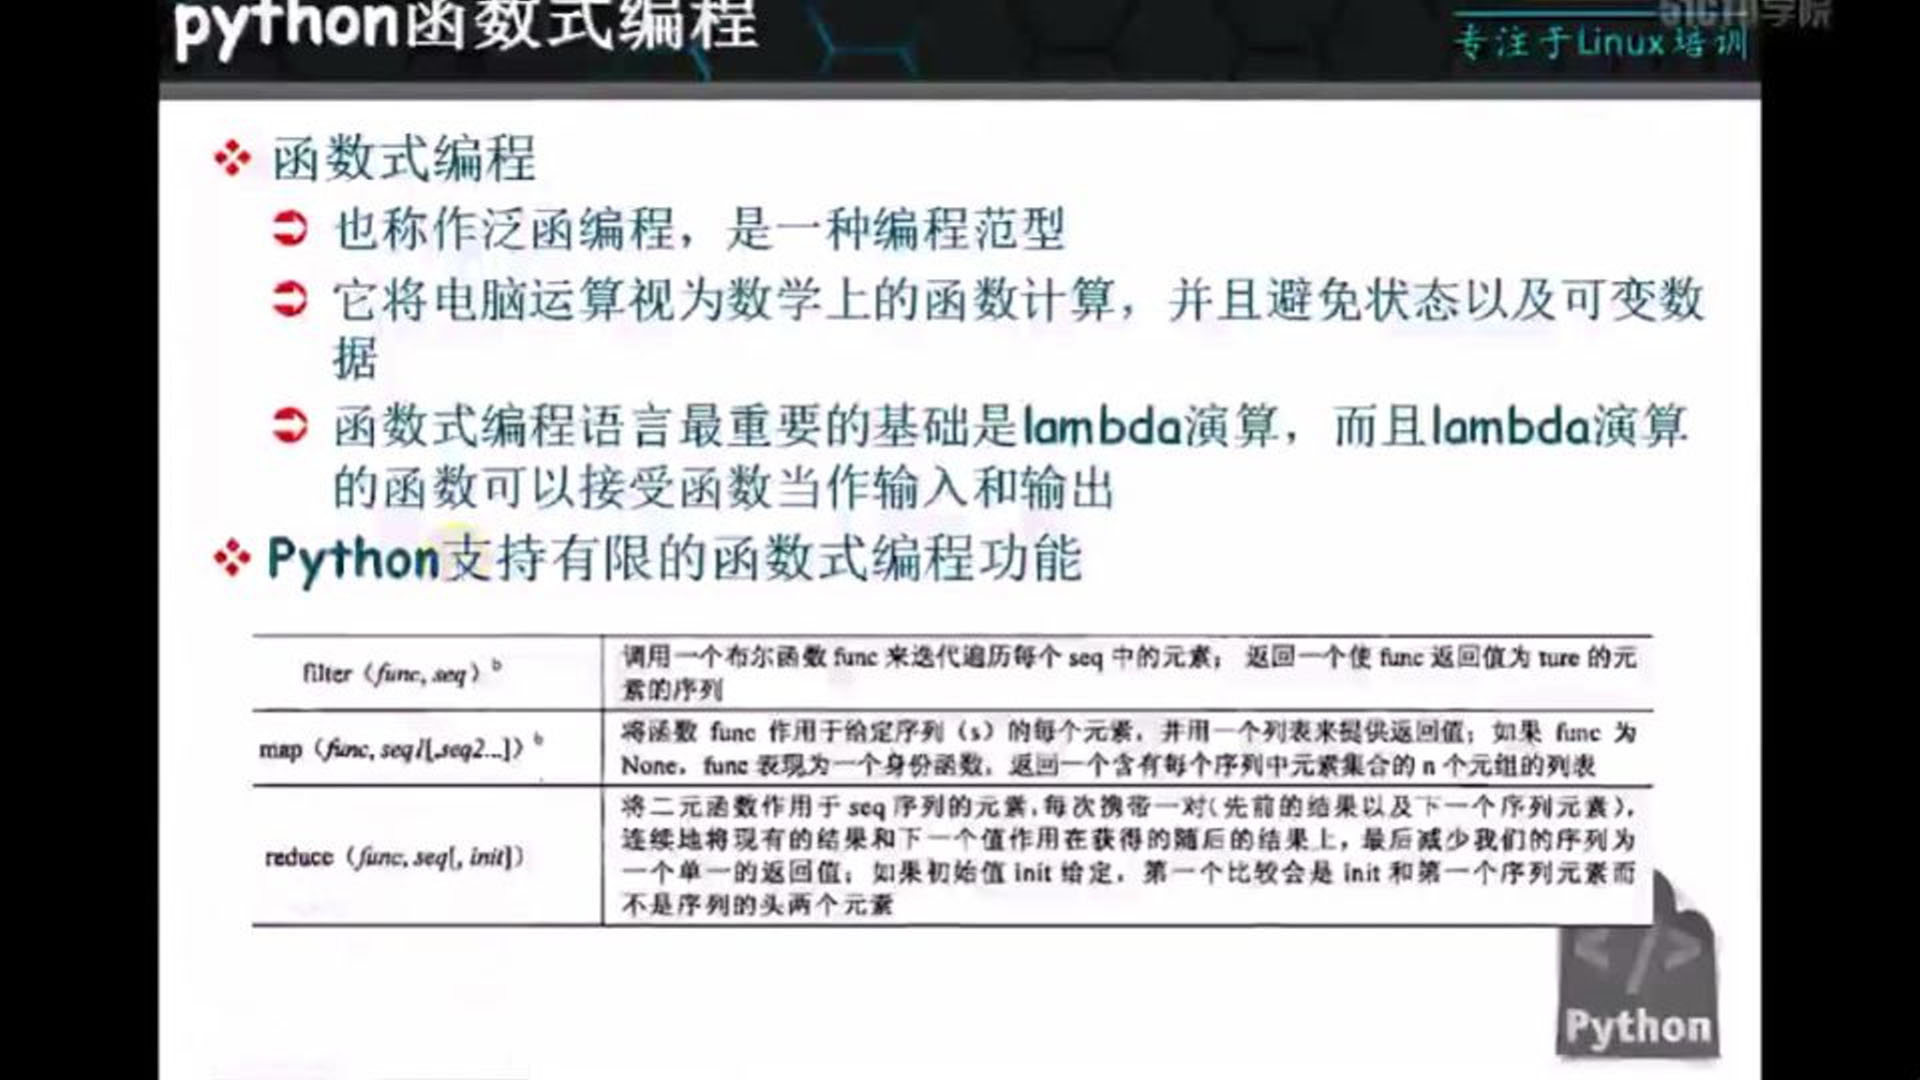 python函数式编程
51CTO学院
专注于Linux培训
函数式编程
也称作泛函编程，是一种编程范型
它将电脑运算视为数学上的函数计算，并且避免状态以及可变数
据
函数式编程语言最重要的基础是lambda演算，而且lambda演算
的函数可以接受函数当作输入和输出
Python支持有限的函数式编程功能
filter（func, seq）b
调用一个布尔函数 func 来迭代遍历每个 seq 中的元素； 返回一个使 func 返回值为 ture 的元
素的序列
map（func, seq1[,seq2...]）b
将函数 func 作用于给定序列（s）的每个元素，并用一个列表来提供返回值；如果 func 为
None，func 表现为一个身份函数，返回一个含有每个序列中元素集合的 n 个元组的列表
reduce（func, seq[, init]）
将二元函数作用于 seq 序列的元素，每次携带一对（先前的结果以及下一个序列元素），
连续地将现有的结果和下一个值作用在获得的随后的结果上，最后减少我们的序列为
一个单一的返回值；如果初始值 init 给定，第一个比较会是 init 和第一个序列元素而
不是序列的头两个元素
</>
Python